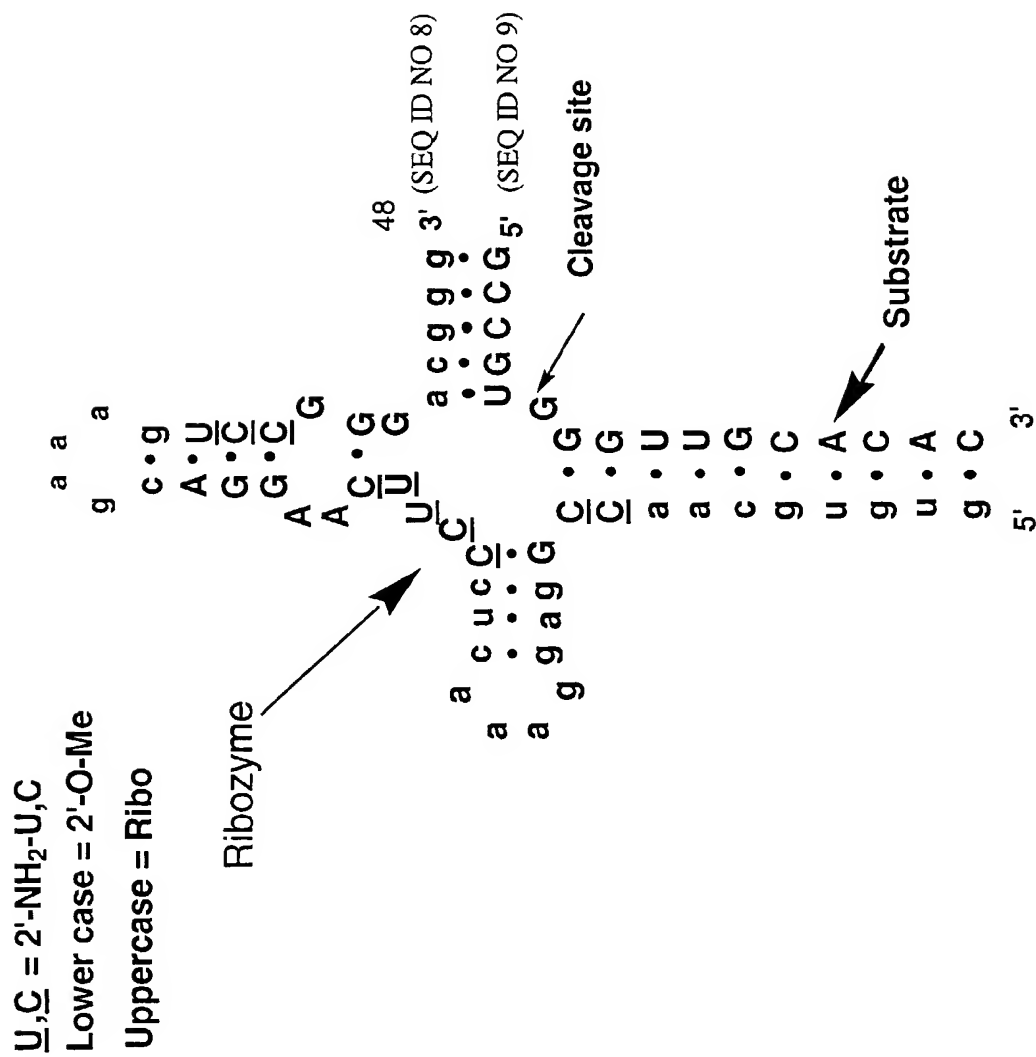 U,C = 2'-NH2-U,C
Lower case = 2'-O-Me
Uppercase = Ribo
Ribozyme
a a
g a
c • g
A • U
G • C
G • C
A G
A
C • G
U G
U
48
a c g g g 3' (SEQ ID NO 8)
C
c u c C
U G C C G 5' (SEQ ID NO 9)
a
a
a
g
g a g G
G
Cleavage site
C • G
C • G
a • U
a • U
c • G
g • C
u • A
g • C
u • A
g • C
Substrate
5' 3'